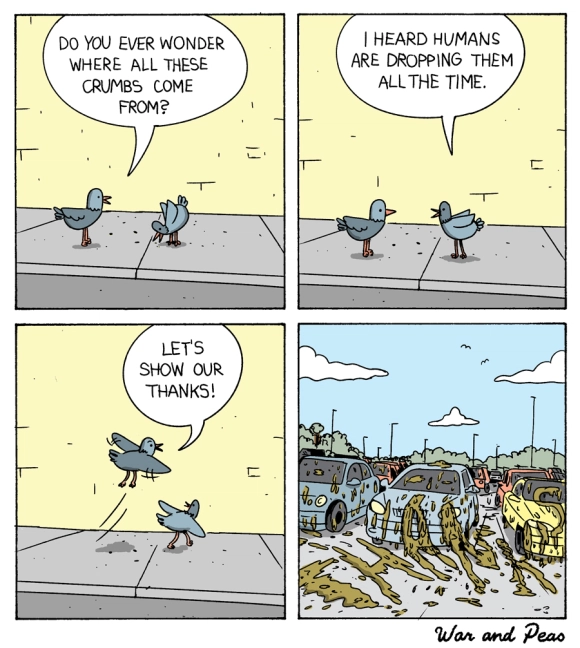 DO YOU EVER WONDER
WHERE ALL THESE
CRUMBS COME
FROM?
I HEARD HUMANS
ARE DROPPING THEM
ALL THE TIME.
LET'S
SHOW OUR
THANKS!
War and Peas